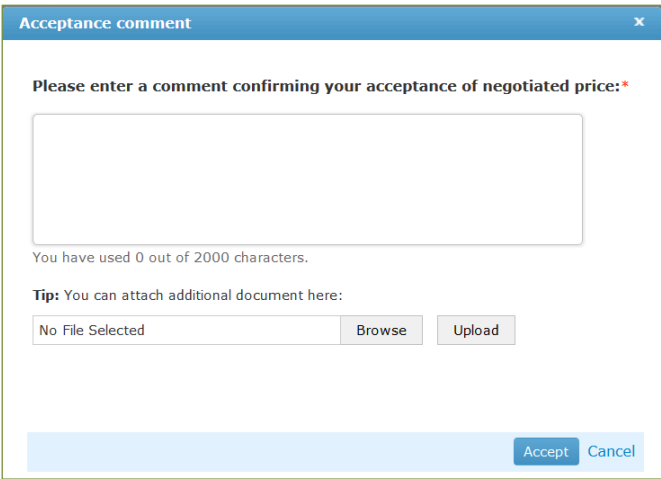 Acceptance comment x
Please enter a comment confirming your acceptance of negotiated price:*
You have used 0 out of 2000 characters.
Tip: You can attach additional document here:
No File Selected Browse Upload
Accept Cancel